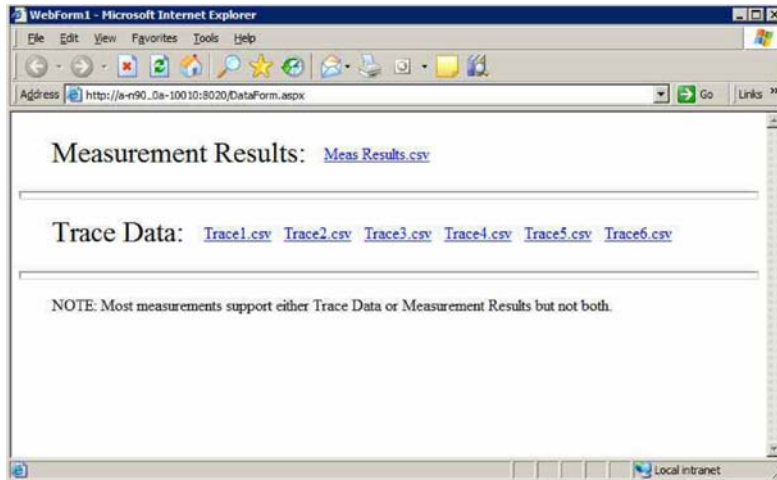 WebForm1 - Microsoft Internet Explorer
File Edit View Favorites Tools Help
Address http://a-n90_0a-10010:8020/DataForm.aspx Go Links »
Measurement Results: Meas Results.csv
Trace Data: Trace1.csv Trace2.csv Trace3.csv Trace4.csv Trace5.csv Trace6.csv
NOTE: Most measurements support either Trace Data or Measurement Results but not both.
Local intranet